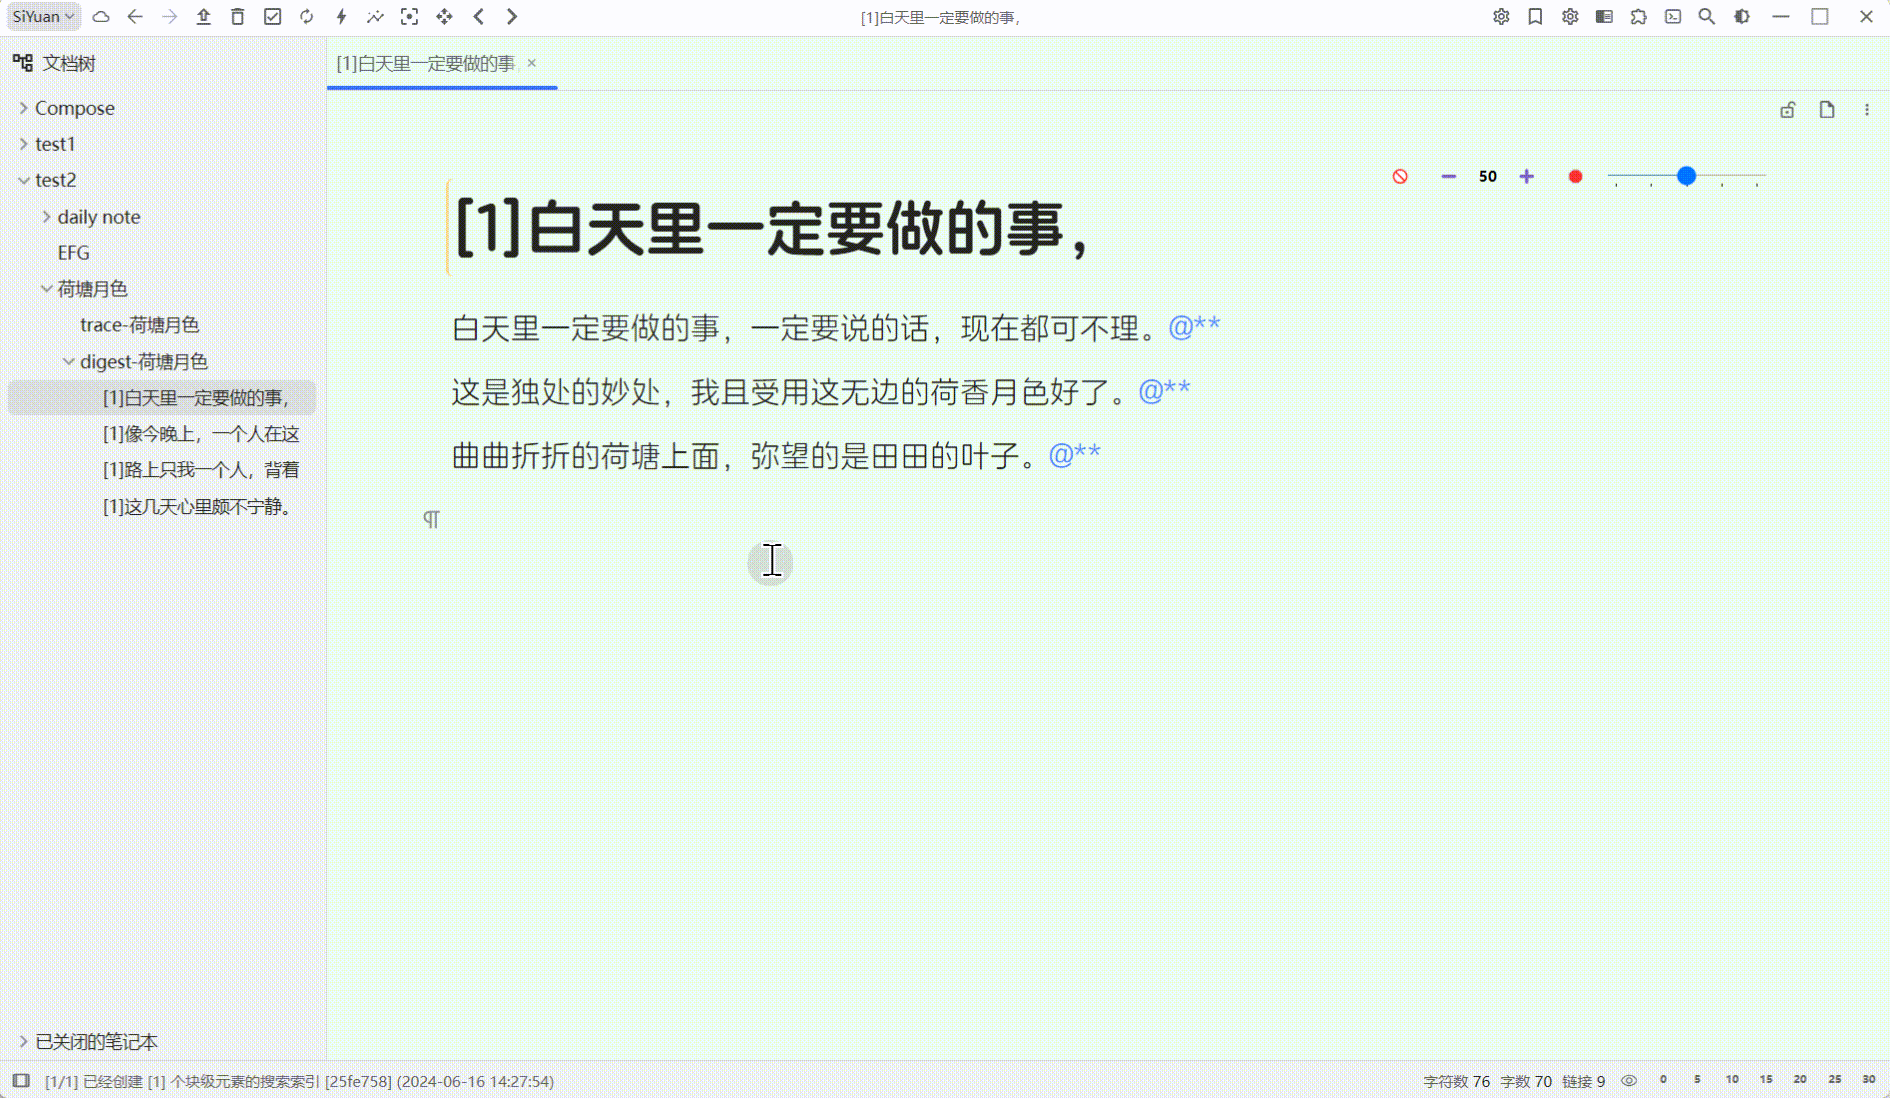 SiYuan
[1]白天里一定要做的事，
文档树
[1]白天里一定要做的事
Compose
test1
test2
daily note
EFG
荷塘月色
trace-荷塘月色
digest-荷塘月色
[1]白天里一定要做的事，
[1]像今晚上，一个人在这
[1]路上只我一个人，背着
[1]这几天心里颇不宁静。
已关闭的笔记本
50
[1]白天里一定要做的事，
白天里一定要做的事，一定要说的话，现在都可不理。@**
这是独处的妙处，我且受用这无边的荷香月色好了。@**
曲曲折折的荷塘上面，弥望的是田田的叶子。@**
[1/1] 已经创建 [1] 个块级元素的搜索索引 [25fe758] (2024-06-16 14:27:54)
字符数 76 字数 70 链接 9 0 5 10 15 20 25 30